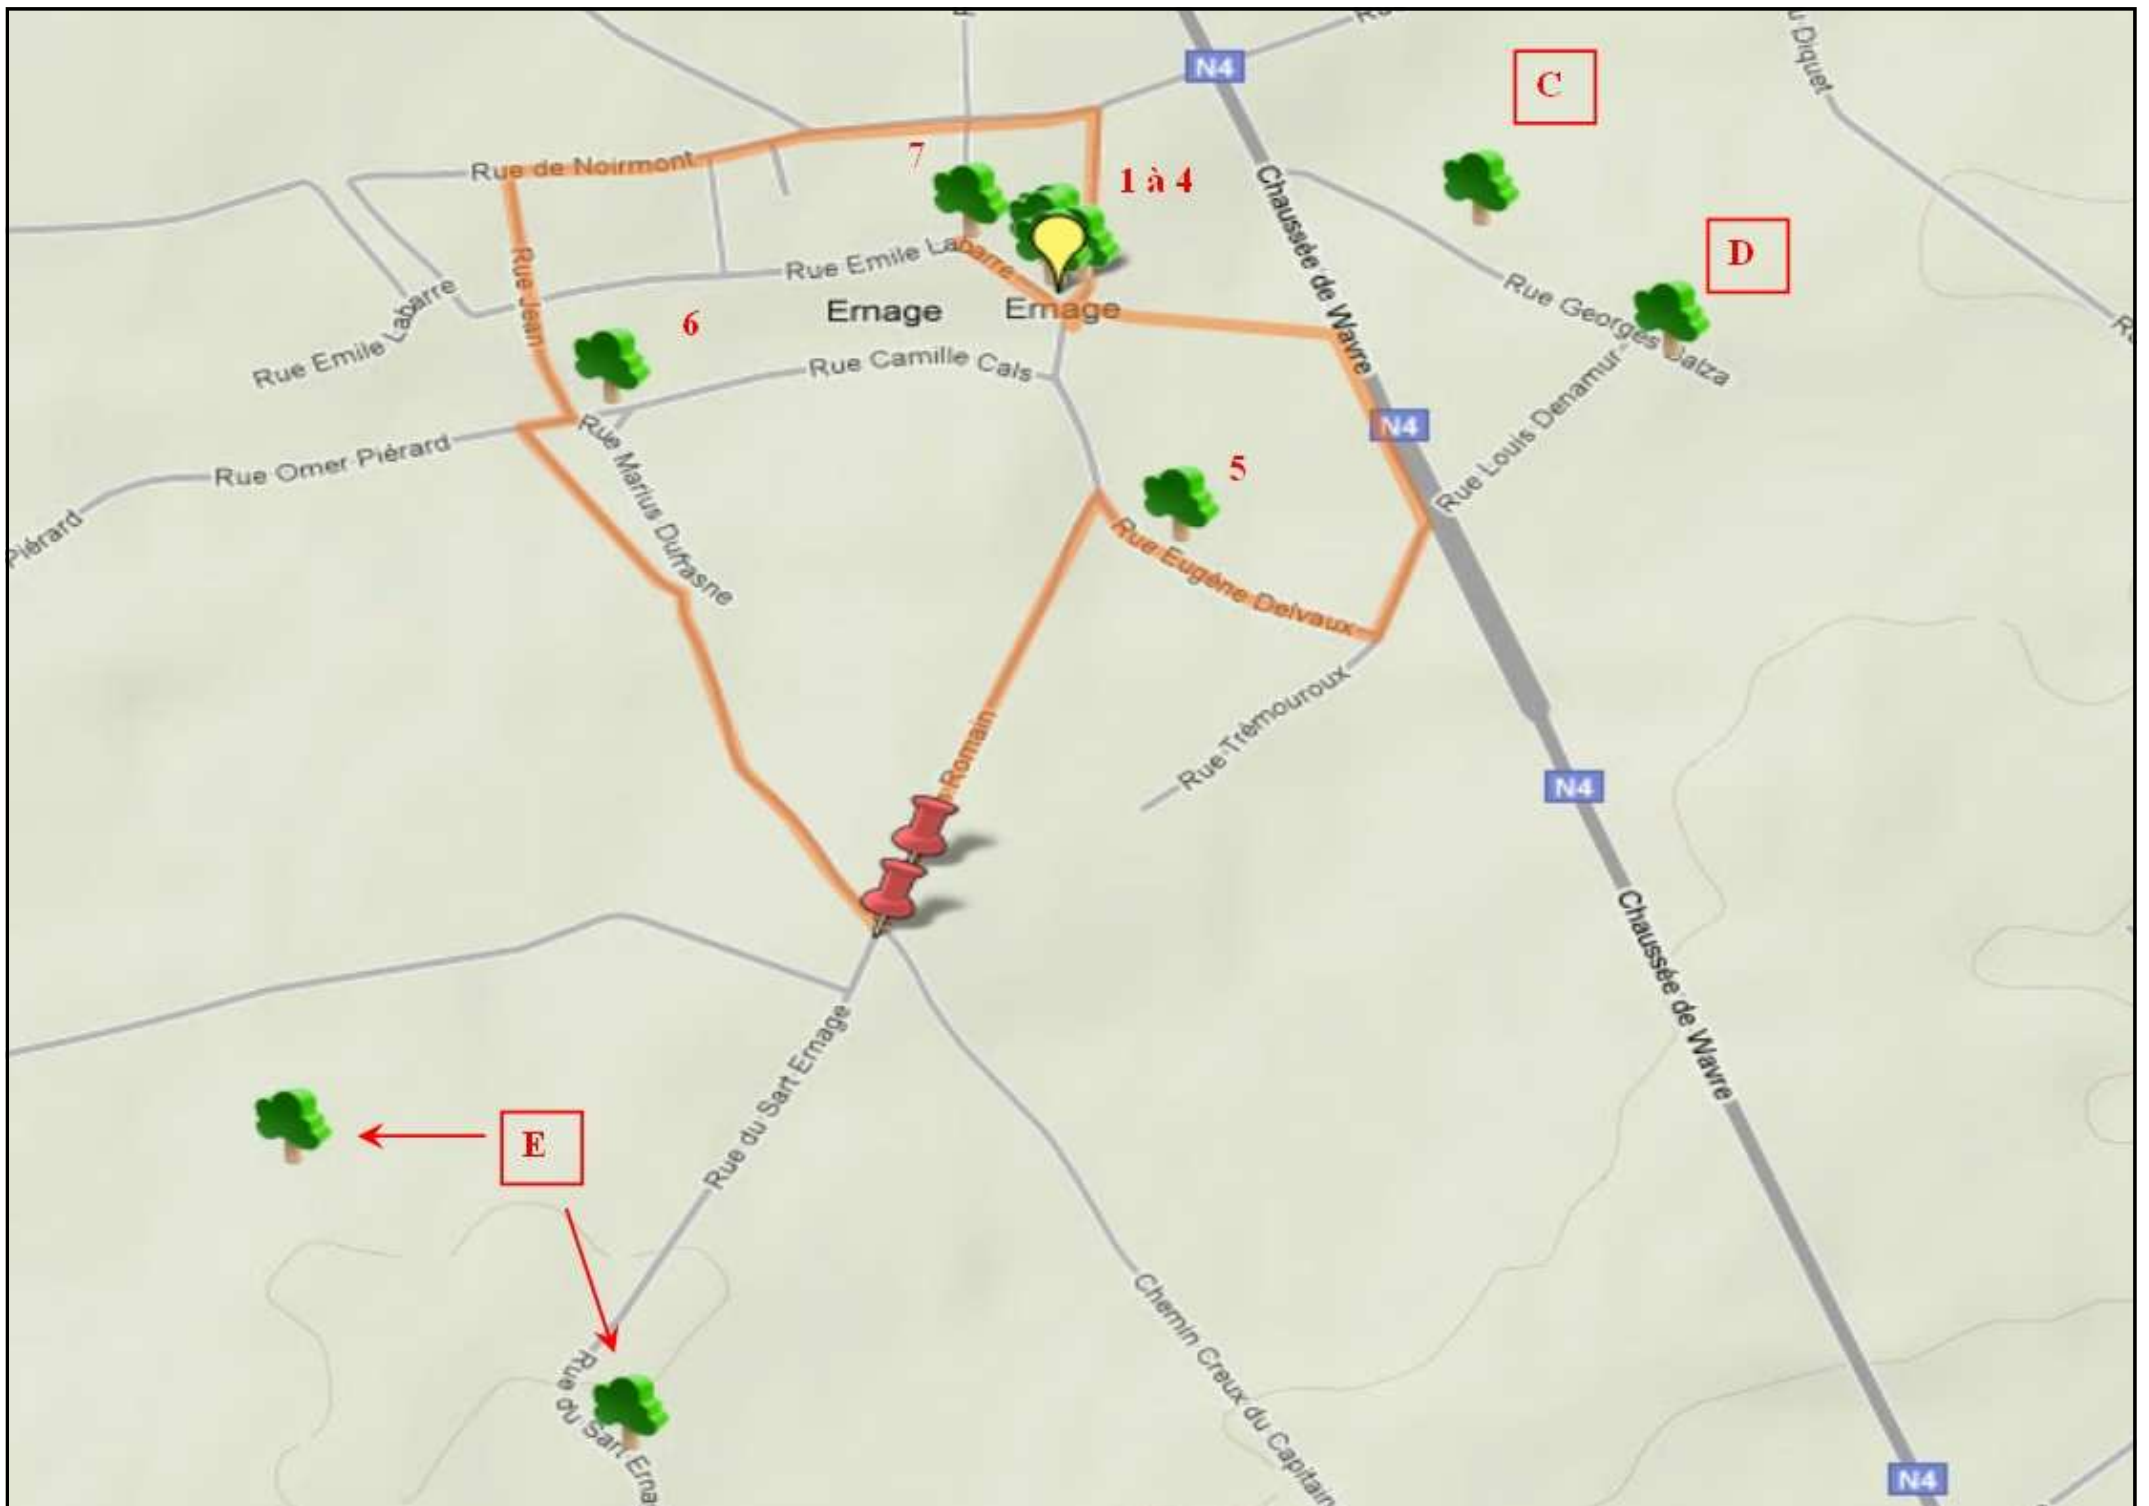 N4
C
u Diquet
7
Rue de Noirmont
1 à 4
Chaussée de Wavre
D
Rue Emile Labarre
Rue Jean
Rue Georges Balza
Ernage
Ernage
6
Rue Emile Labarre
Rue Camille Cals
Rue Louis Denamur
N4
Rue Omer Piérard
Rue Marius Dufrasne
5
Piérard
Rue Eugène Delvaux
Rue Trémouroux
Romain
N4
Chaussée de Wavre
Rue du Sart Ernage
E
Chemin Creux du Capitain
Rue du Sart Erna
N4